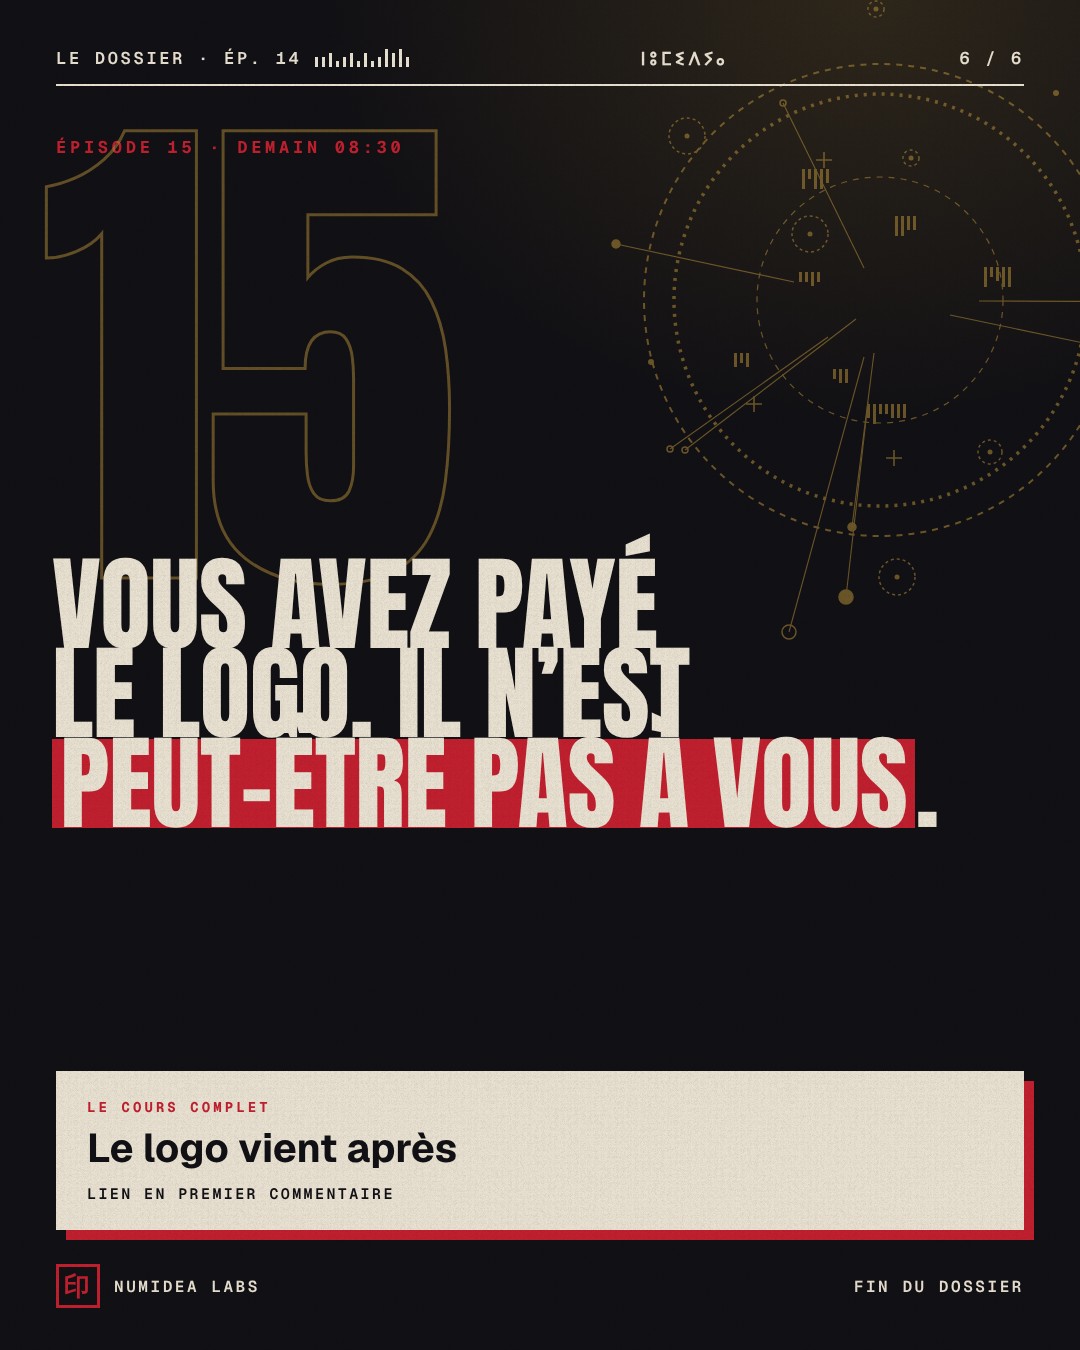 LE DOSSIER · ÉP. 14
ⵏⵓⵎⵉⴷⵢⴰ
6 / 6
ÉPISODE 15 · DEMAIN 08:30
15
VOUS AVEZ PAYÉ
LE LOGO. IL N’EST
PEUT-ÊTRE PAS À VOUS.
LE COURS COMPLET
Le logo vient après
LIEN EN PREMIER COMMENTAIRE
印
NUMIDEA LABS
FIN DU DOSSIER